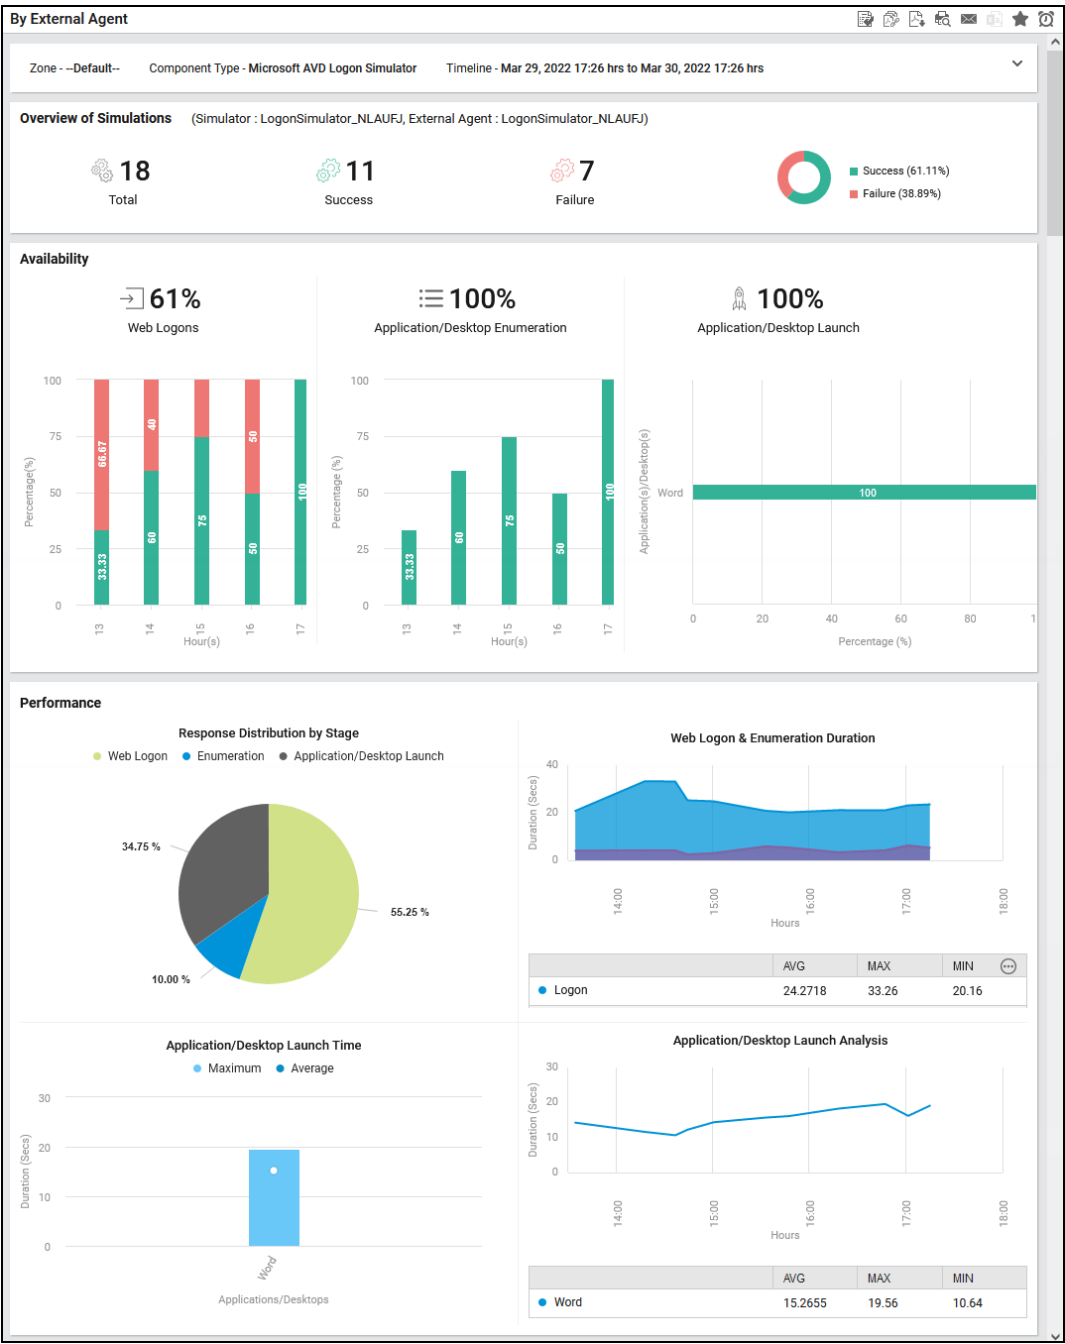 By External Agent
Zone - --Default-- Component Type - Microsoft AVD Logon Simulator Timeline - Mar 29, 2022 17:26 hrs to Mar 30, 2022 17:26 hrs
Overview of Simulations (Simulator : LogonSimulator_NLAUFJ, External Agent : LogonSimulator_NLAUFJ)
18
Total
11
Success
7
Failure
Success (61.11%)
Failure (38.89%)
Availability
61%
Web Logons
100%
Application/Desktop Enumeration
100%
Application/Desktop Launch
Percentage(%)
100
75
50
25
0
66.67
33.33
40
60
75
50
50
100
13 14 15 16 17
Hour(s)
Percentage (%)
100
75
50
25
0
33.33
60
75
50
100
13 14 15 16 17
Hour(s)
Application(s)/Desktop(s)
Word
100
0 20 40 60 80 1
Percentage (%)
Performance
Response Distribution by Stage
Web Logon Enumeration Application/Desktop Launch
34.75 %
55.25 %
10.00 %
Web Logon & Enumeration Duration
Duration (Secs)
40
20
0
14:00 15:00 16:00 17:00 18:00
Hours
AVG MAX MIN
Logon 24.2718 33.26 20.16
Application/Desktop Launch Time
Maximum Average
Duration (Secs)
30
20
10
0
Word
Applications/Desktops
Application/Desktop Launch Analysis
Duration (Secs)
30
20
10
0
14:00 15:00 16:00 17:00 18:00
Hours
AVG MAX MIN
Word 15.2655 19.56 10.64